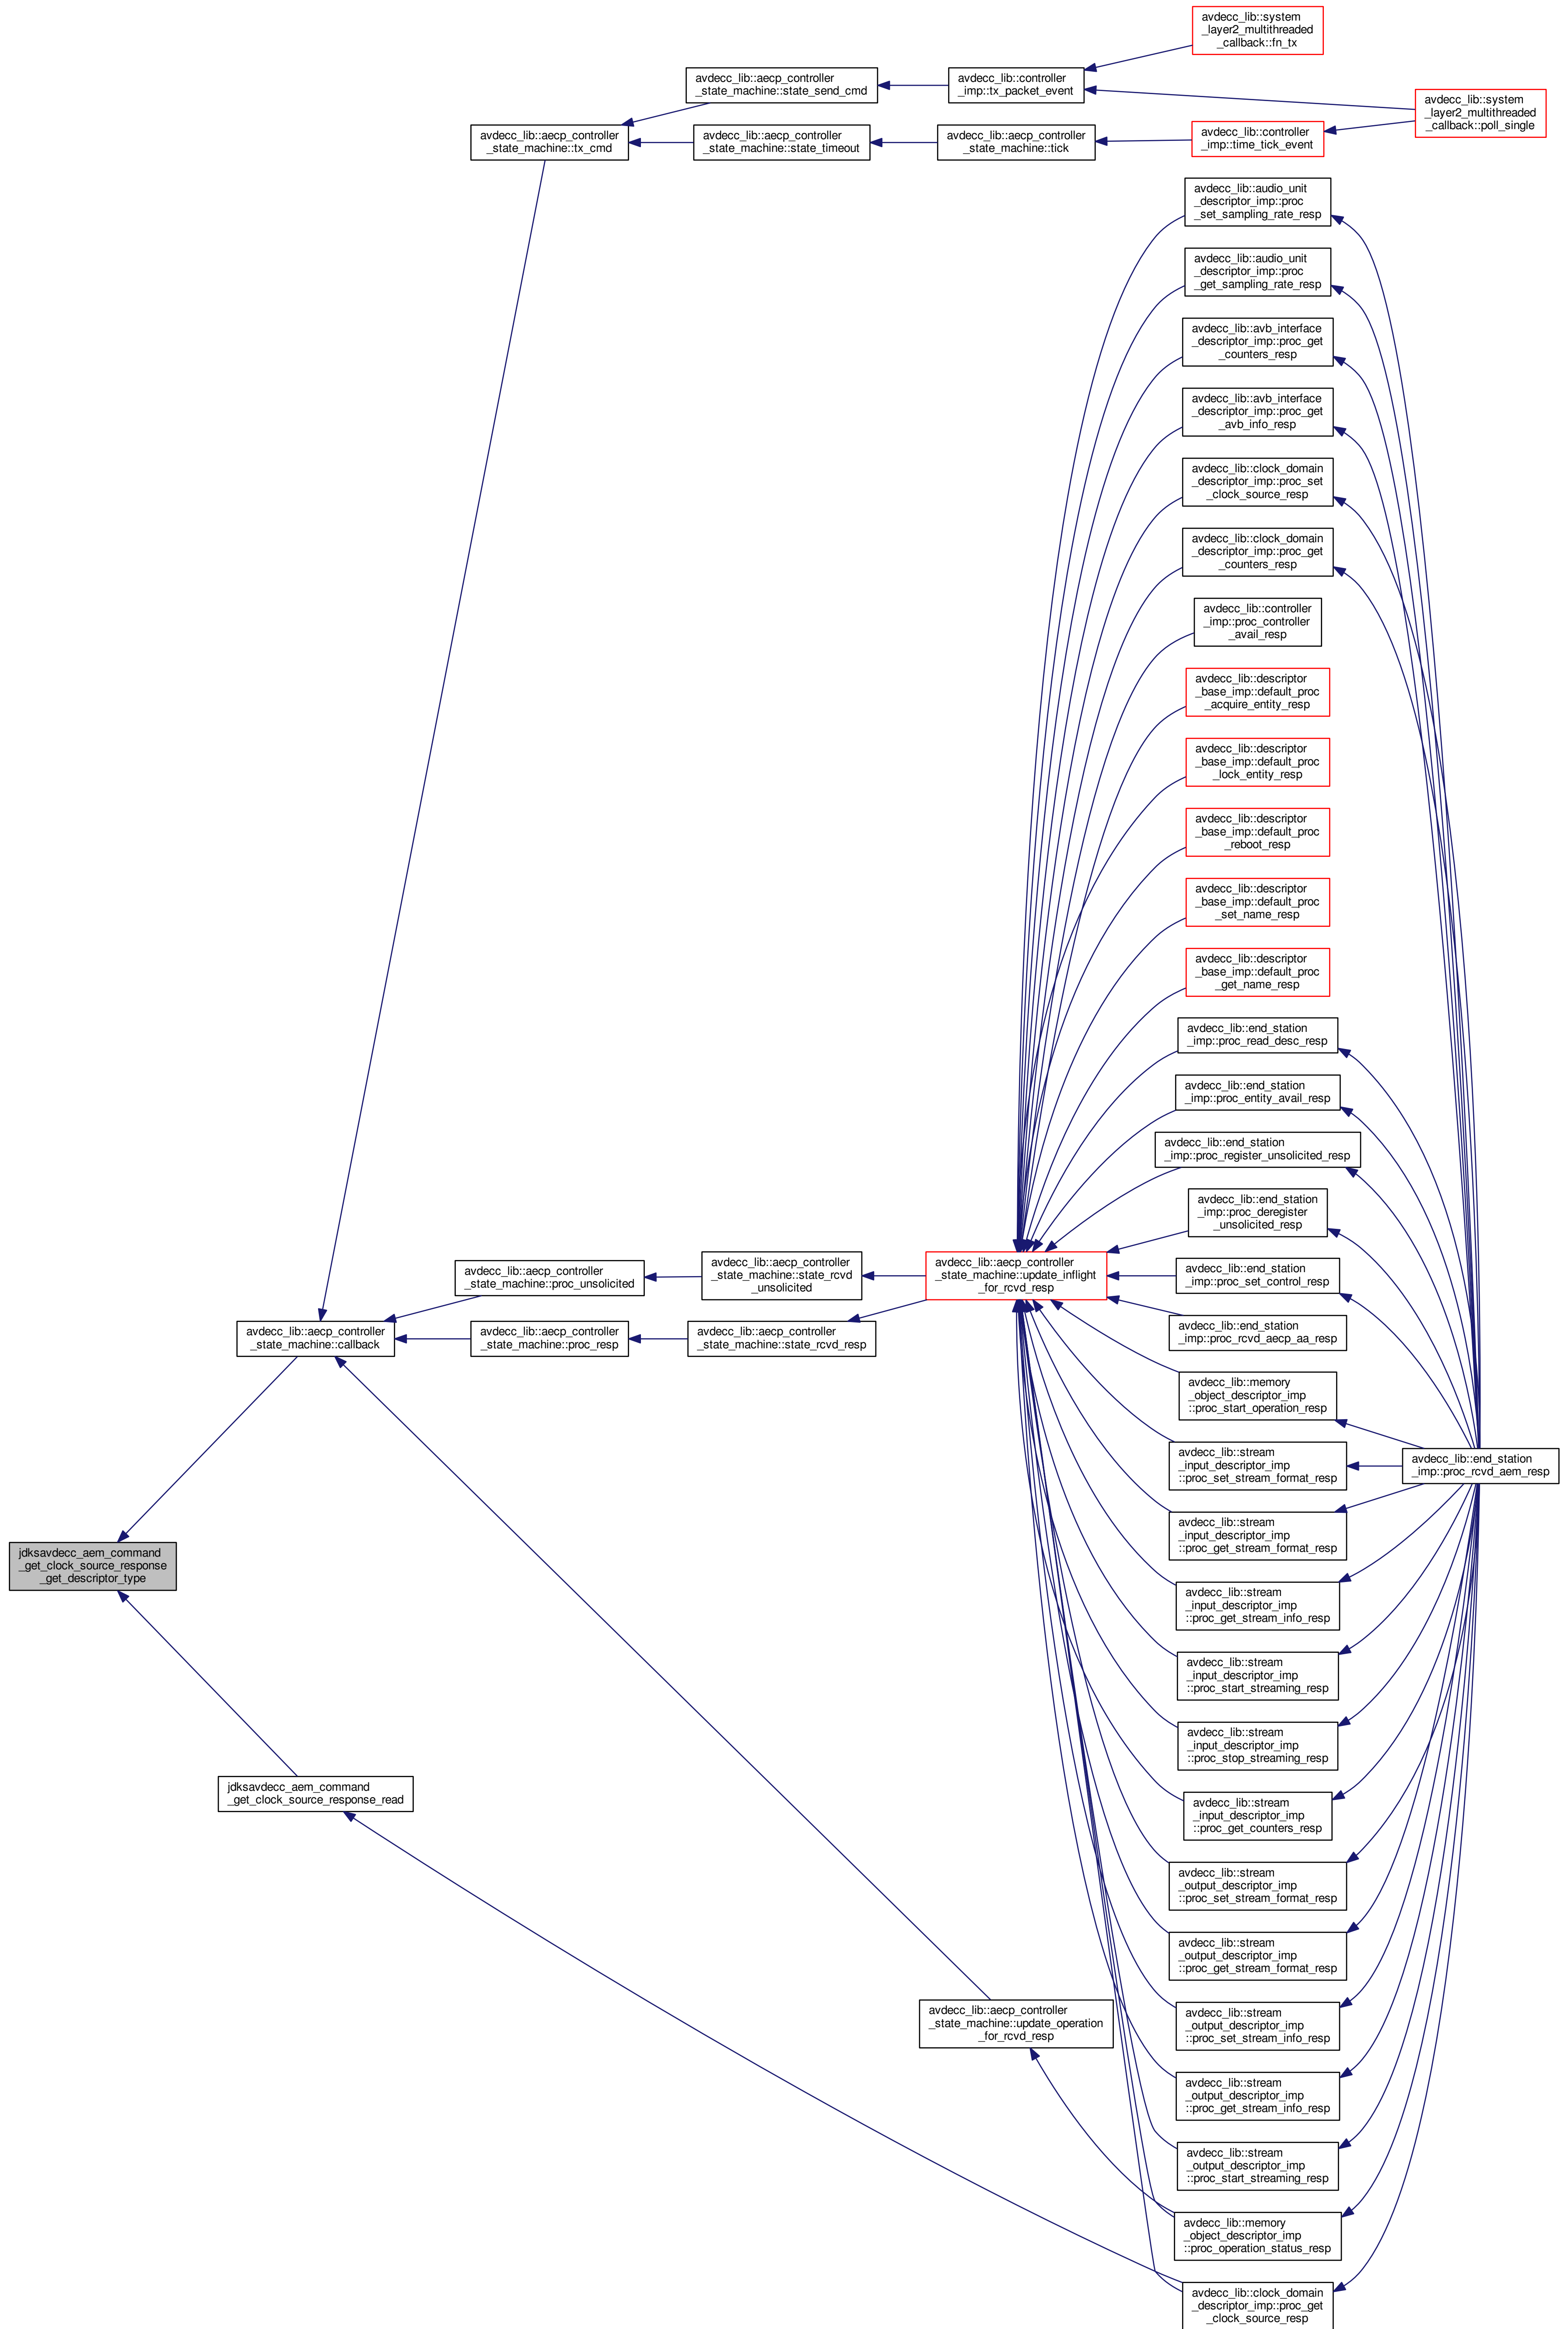 avdecc_lib::system
_layer2_multithreaded
_callback::fn_tx
avdecc_lib::aecp_controller
_state_machine::state_send_cmd
avdecc_lib::controller
_imp::tx_packet_event
avdecc_lib::system
_layer2_multithreaded
_callback::poll_single
avdecc_lib::aecp_controller
_state_machine::tx_cmd
avdecc_lib::aecp_controller
_state_machine::state_timeout
avdecc_lib::aecp_controller
_state_machine::tick
avdecc_lib::controller
_imp::time_tick_event
avdecc_lib::audio_unit
_descriptor_imp::proc
_set_sampling_rate_resp
avdecc_lib::audio_unit
_descriptor_imp::proc
_get_sampling_rate_resp
avdecc_lib::avb_interface
_descriptor_imp::proc_get
_counters_resp
avdecc_lib::avb_interface
_descriptor_imp::proc_get
_avb_info_resp
avdecc_lib::clock_domain
_descriptor_imp::proc_set
_clock_source_resp
avdecc_lib::clock_domain
_descriptor_imp::proc_get
_counters_resp
avdecc_lib::controller
_imp::proc_controller
_avail_resp
avdecc_lib::descriptor
_base_imp::default_proc
_acquire_entity_resp
avdecc_lib::descriptor
_base_imp::default_proc
_lock_entity_resp
avdecc_lib::descriptor
_base_imp::default_proc
_reboot_resp
avdecc_lib::descriptor
_base_imp::default_proc
_set_name_resp
avdecc_lib::descriptor
_base_imp::default_proc
_get_name_resp
avdecc_lib::end_station
_imp::proc_read_desc_resp
avdecc_lib::end_station
_imp::proc_entity_avail_resp
avdecc_lib::end_station
_imp::proc_register_unsolicited_resp
avdecc_lib::end_station
_imp::proc_deregister
_unsolicited_resp
avdecc_lib::aecp_controller
_state_machine::proc_unsolicited
avdecc_lib::aecp_controller
_state_machine::state_rcvd
_unsolicited
avdecc_lib::aecp_controller
_state_machine::update_inflight
_for_rcvd_resp
avdecc_lib::end_station
_imp::proc_set_control_resp
avdecc_lib::aecp_controller
_state_machine::callback
avdecc_lib::aecp_controller
_state_machine::proc_resp
avdecc_lib::aecp_controller
_state_machine::state_rcvd_resp
avdecc_lib::end_station
_imp::proc_rcvd_aecp_aa_resp
avdecc_lib::memory
_object_descriptor_imp
::proc_start_operation_resp
avdecc_lib::stream
_input_descriptor_imp
::proc_set_stream_format_resp
avdecc_lib::end_station
_imp::proc_rcvd_aem_resp
avdecc_lib::stream
_input_descriptor_imp
::proc_get_stream_format_resp
jdksavdecc_aem_command
_get_clock_source_response
_get_descriptor_type
avdecc_lib::stream
_input_descriptor_imp
::proc_get_stream_info_resp
avdecc_lib::stream
_input_descriptor_imp
::proc_start_streaming_resp
avdecc_lib::stream
_input_descriptor_imp
::proc_stop_streaming_resp
jdksavdecc_aem_command
_get_clock_source_response_read
avdecc_lib::stream
_input_descriptor_imp
::proc_get_counters_resp
avdecc_lib::stream
_output_descriptor_imp
::proc_set_stream_format_resp
avdecc_lib::stream
_output_descriptor_imp
::proc_get_stream_format_resp
avdecc_lib::aecp_controller
_state_machine::update_operation
_for_rcvd_resp
avdecc_lib::stream
_output_descriptor_imp
::proc_set_stream_info_resp
avdecc_lib::stream
_output_descriptor_imp
::proc_get_stream_info_resp
avdecc_lib::stream
_output_descriptor_imp
::proc_start_streaming_resp
avdecc_lib::memory
_object_descriptor_imp
::proc_operation_status_resp
avdecc_lib::clock_domain
_descriptor_imp::proc_get
_clock_source_resp